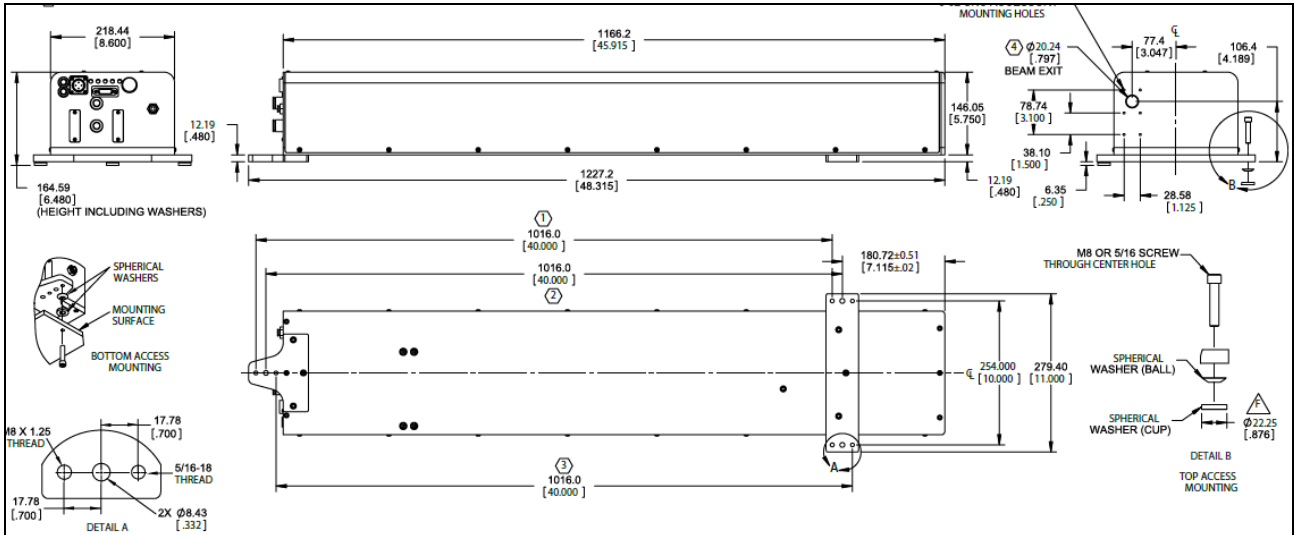 MOUNTING HOLES
218.44
[8.600]
1166.2
[45.915]
4
Ø20.24
[.797]
BEAM EXIT
77.4
[3.047]
℄
106.4
[4.189]
12.19
[.480]
146.05
[5.750]
78.74
[3.100]
38.10
[1.500]
164.59
[6.480]
(HEIGHT INCLUDING WASHERS)
1227.2
[48.315]
12.19
[.480]
6.35
[.250]
28.58
[1.125]
B
1
1016.0
[40.000]
1016.0
[40.000]
2
180.72±0.51
[7.115±.02]
M8 OR 5/16 SCREW
THROUGH CENTER HOLE
SPHERICAL
WASHERS
MOUNTING
SURFACE
BOTTOM ACCESS
MOUNTING
℄
254.000
[10.000]
279.40
[11.000]
SPHERICAL
WASHER (BALL)
SPHERICAL
WASHER (CUP)
F
Ø22.25
[.876]
DETAIL B
TOP ACCESS
MOUNTING
17.78
[.700]
M8 X 1.25
THREAD
5/16-18
THREAD
17.78
[.700]
2X Ø8.43
[.332]
DETAIL A
3
1016.0
[40.000]
A